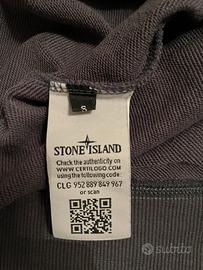 S
STONE ISLAND
Check the authenticity on
WWW.CERTILOGO.COM
using the following code:
CLG 952 889 849 967
or scan
subito